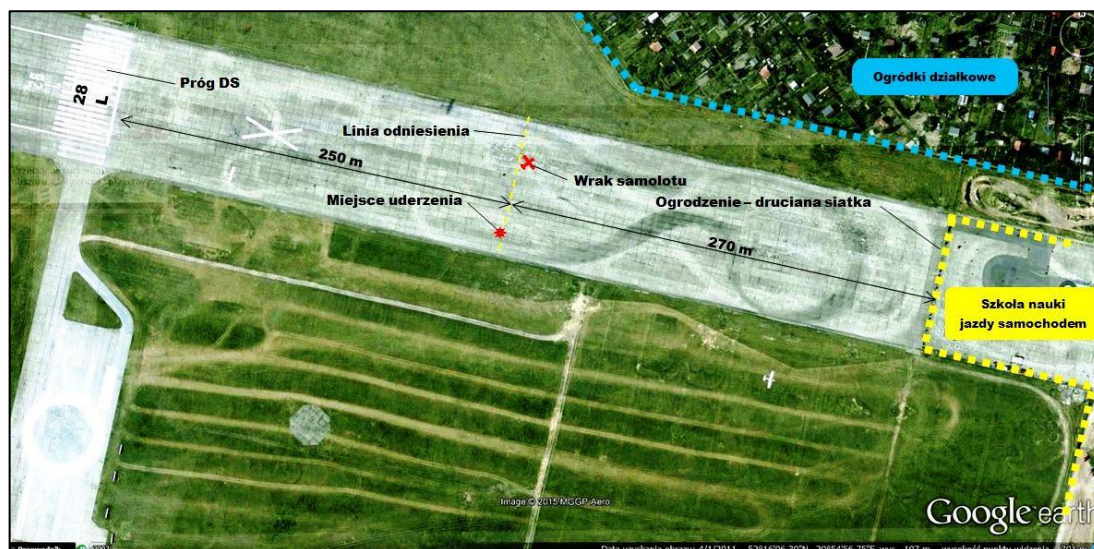 Ogródki działkowe
Próg DS
28
L
Linia odniesienia
250 m
Wrak samolotu
Miejsce uderzenia
Ogrodzenie – druciana siatka
270 m
Szkoła nauki
jazdy samochodem
Image © 2015 MGGP Aero
Google earth